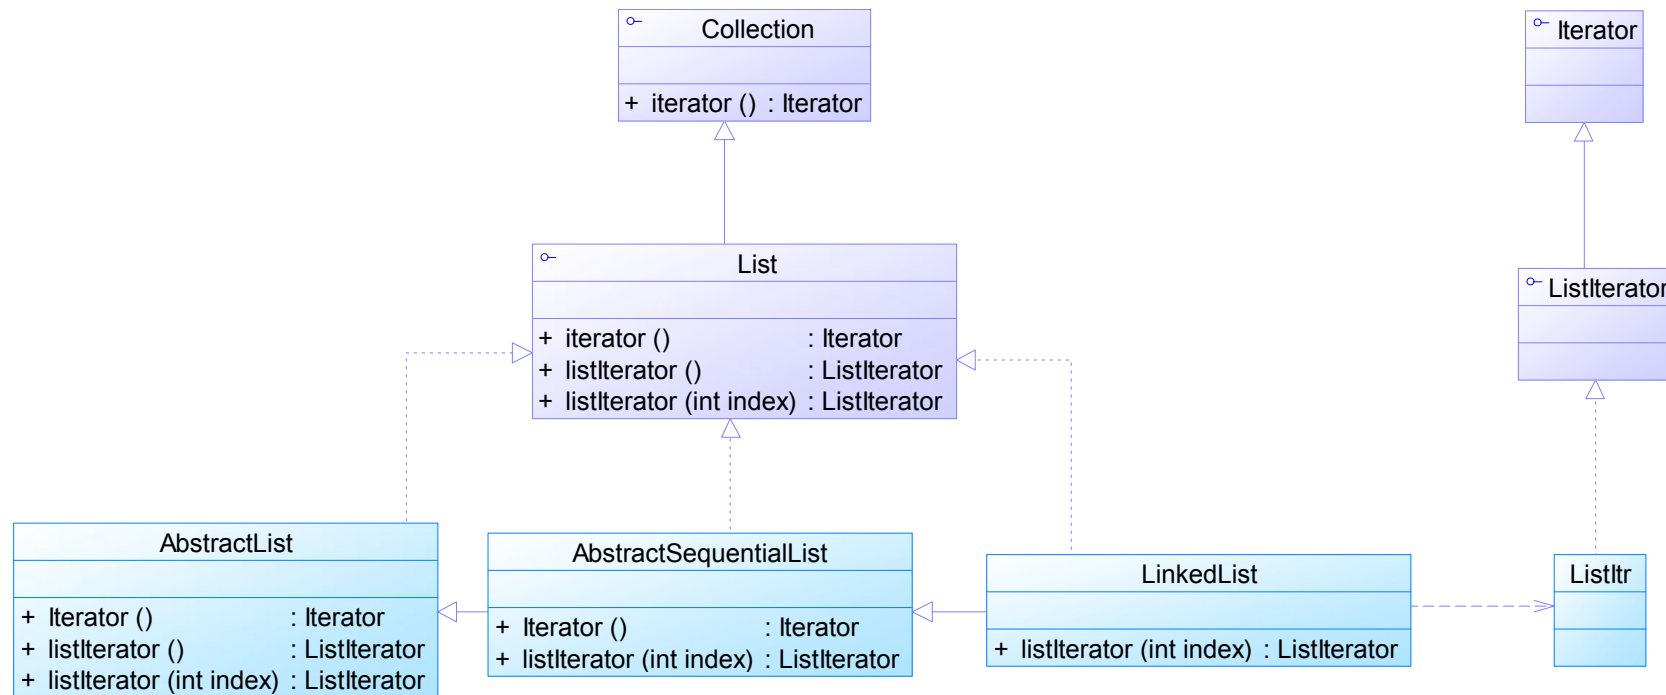 Collection
+ iterator () : Iterator
Iterator
List
+ iterator () : Iterator
+ listIterator () : ListIterator
+ listIterator (int index) : ListIterator
ListIterator
AbstractList
+ Iterator () : Iterator
+ listIterator () : ListIterator
+ listIterator (int index) : ListIterator
AbstractSequentialList
+ Iterator () : Iterator
+ listIterator (int index) : ListIterator
LinkedList
+ listIterator (int index) : ListIterator
ListItr